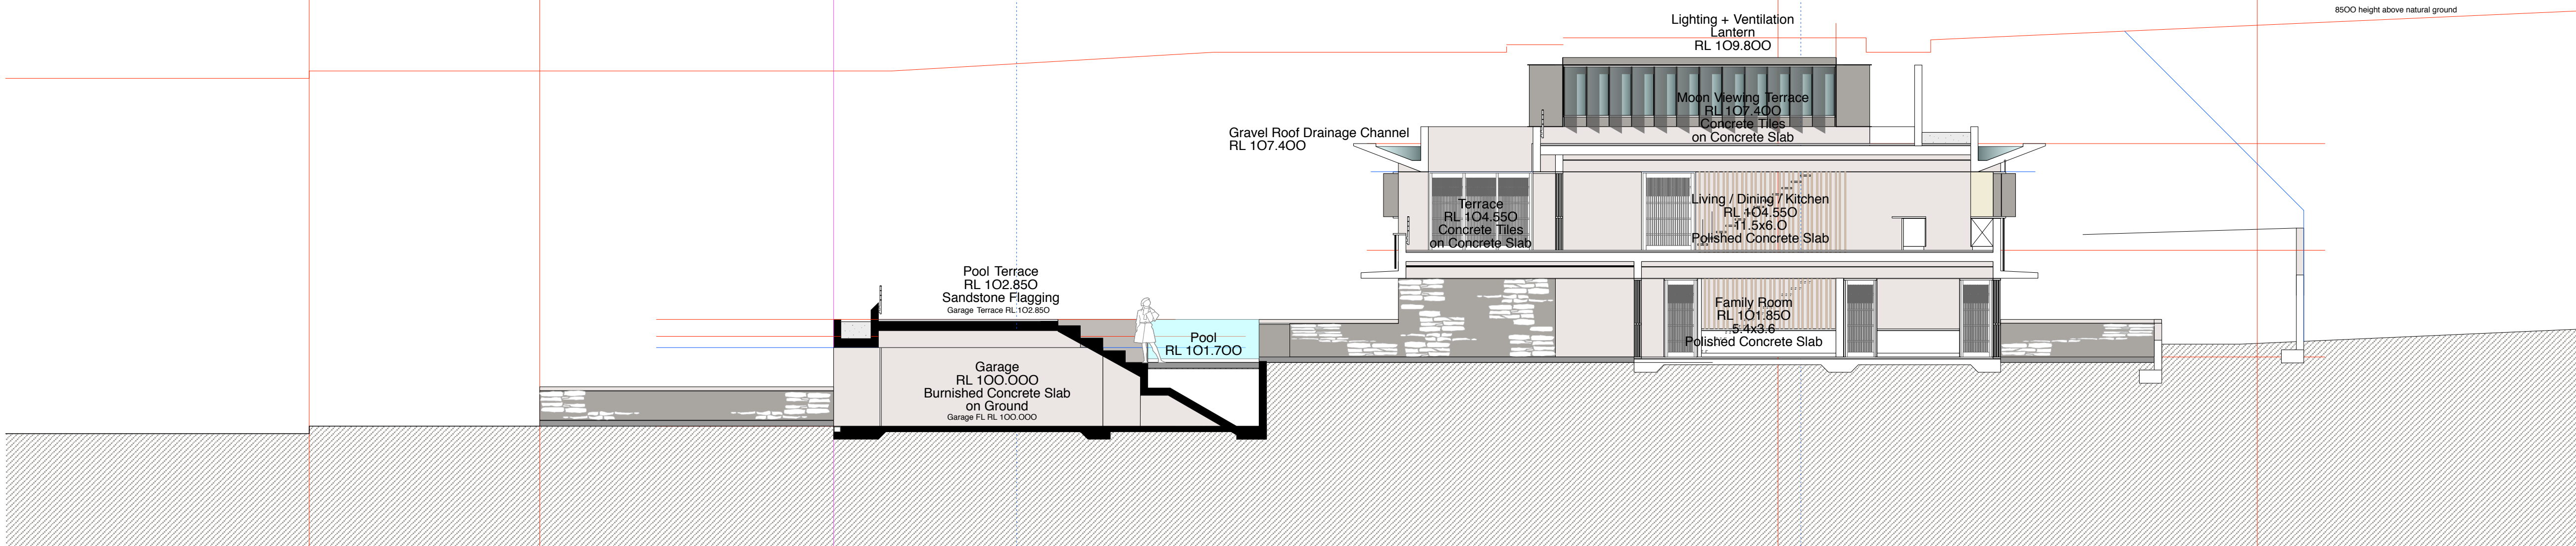 8500 height above natural ground
Lighting + Ventilation
Lantern
RL 109.800
Moon Viewing Terrace
RL 107.400
Concrete Tiles
on Concrete Slab
Gravel Roof Drainage Channel
RL 107.400
Terrace
RL 104.550
Concrete Tiles
on Concrete Slab
Living / Dining / Kitchen
RL 104.550
11.5x6.0
Polished Concrete Slab
Pool Terrace
RL 102.850
Sandstone Flagging
Garage Terrace RL 102.850
Family Room
RL 101.850
5.4x3.6
Polished Concrete Slab
Pool
RL 101.700
Garage
RL 100.000
Burnished Concrete Slab
on Ground
Garage FL RL 100.000